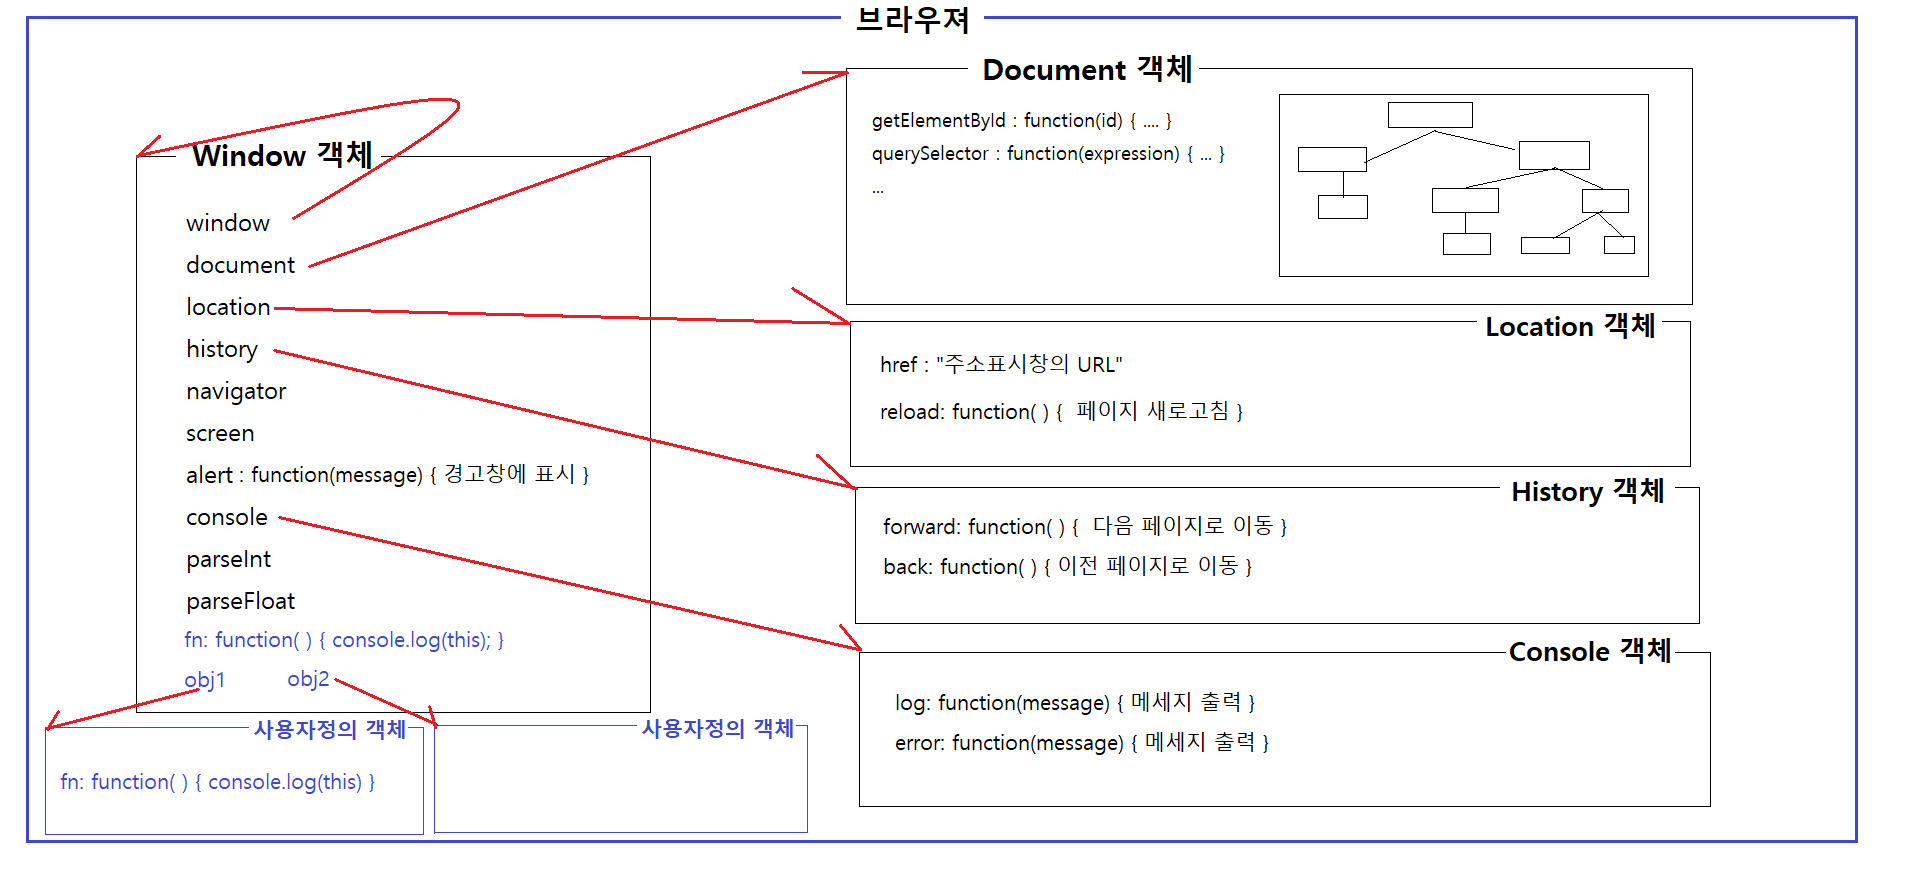 브라우져
Window 객체
window
document
location
history
navigator
screen
alert : function(message) { 경고창에 표시 }
console
parseInt
parseFloat
fn: function( ) { console.log(this); }
obj1 obj2
사용자정의 객체
fn: function( ) { console.log(this) }
사용자정의 객체
Document 객체
getElementById : function(id) { .... }
querySelector : function(expression) { ... }
...
Location 객체
href : "주소표시창의 URL"
reload: function( ) { 페이지 새로고침 }
History 객체
forward: function( ) { 다음 페이지로 이동 }
back: function( ) { 이전 페이지로 이동 }
Console 객체
log: function(message) { 메세지 출력 }
error: function(message) { 메세지 출력 }